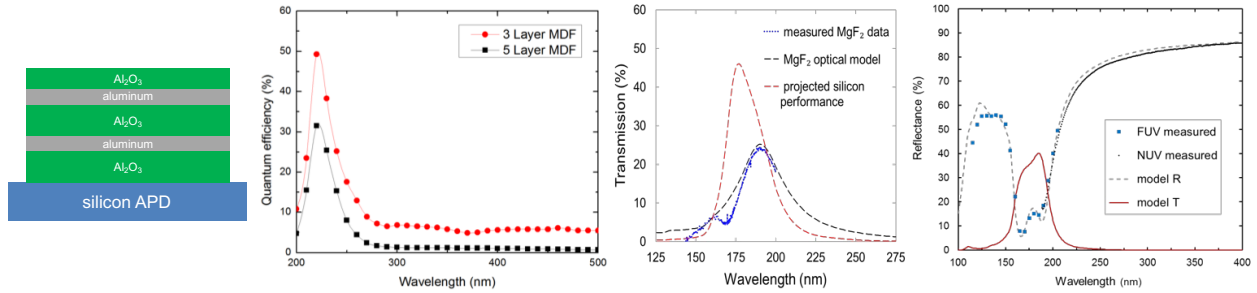 Al₂O₃
aluminum
Al₂O₃
aluminum
Al₂O₃
silicon APD
Quantum efficiency (%)
60
50
40
30
20
10
0
200
300
400
500
Wavelength (nm)
3 Layer MDF
5 Layer MDF
Transmission (%)
60
40
20
0
125
150
175
200
225
250
275
Wavelength (nm)
measured MgF₂ data
MgF₂ optical model
projected silicon
performance
Reflectance (%)
100
90
80
70
60
50
40
30
20
10
0
100
150
200
250
300
350
400
Wavelength (nm)
FUV measured
NUV measured
model R
model T